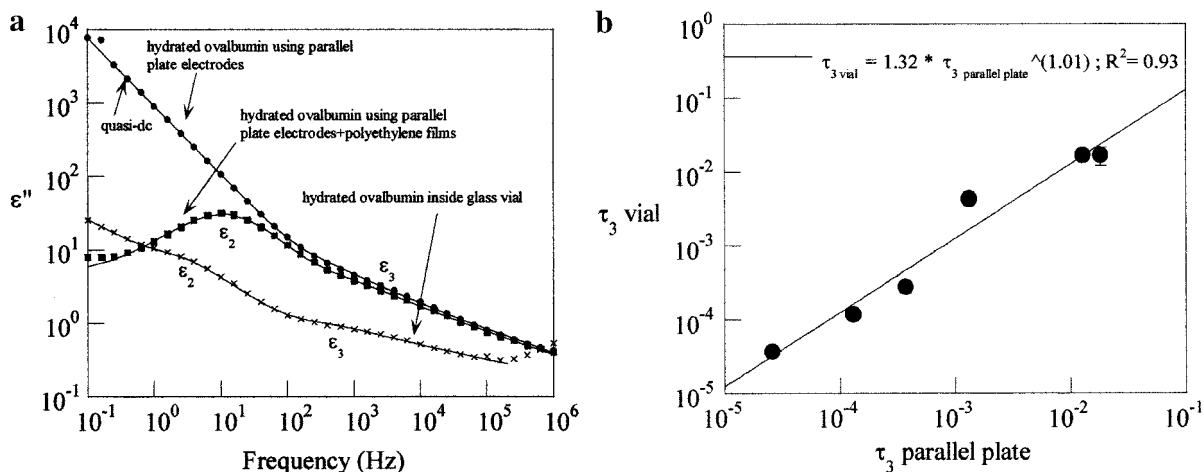 a
10^4
10^3
10^2
10^1
10^0
10^-1
ε"
hydrated ovalbumin using parallel
plate electrodes
quasi-dc
hydrated ovalbumin using parallel
plate electrodes+polyethylene films
hydrated ovalbumin inside glass vial
ε2
ε2
ε3
ε3
10^-1 10^0 10^1 10^2 10^3 10^4 10^5 10^6
Frequency (Hz)
b
10^0
10^-1
10^-2
10^-3
10^-4
10^-5
τ3 vial
τ3 vial = 1.32 * τ3 parallel plate ^(1.01) ; R^2= 0.93
10^-5 10^-4 10^-3 10^-2 10^-1
τ3 parallel plate